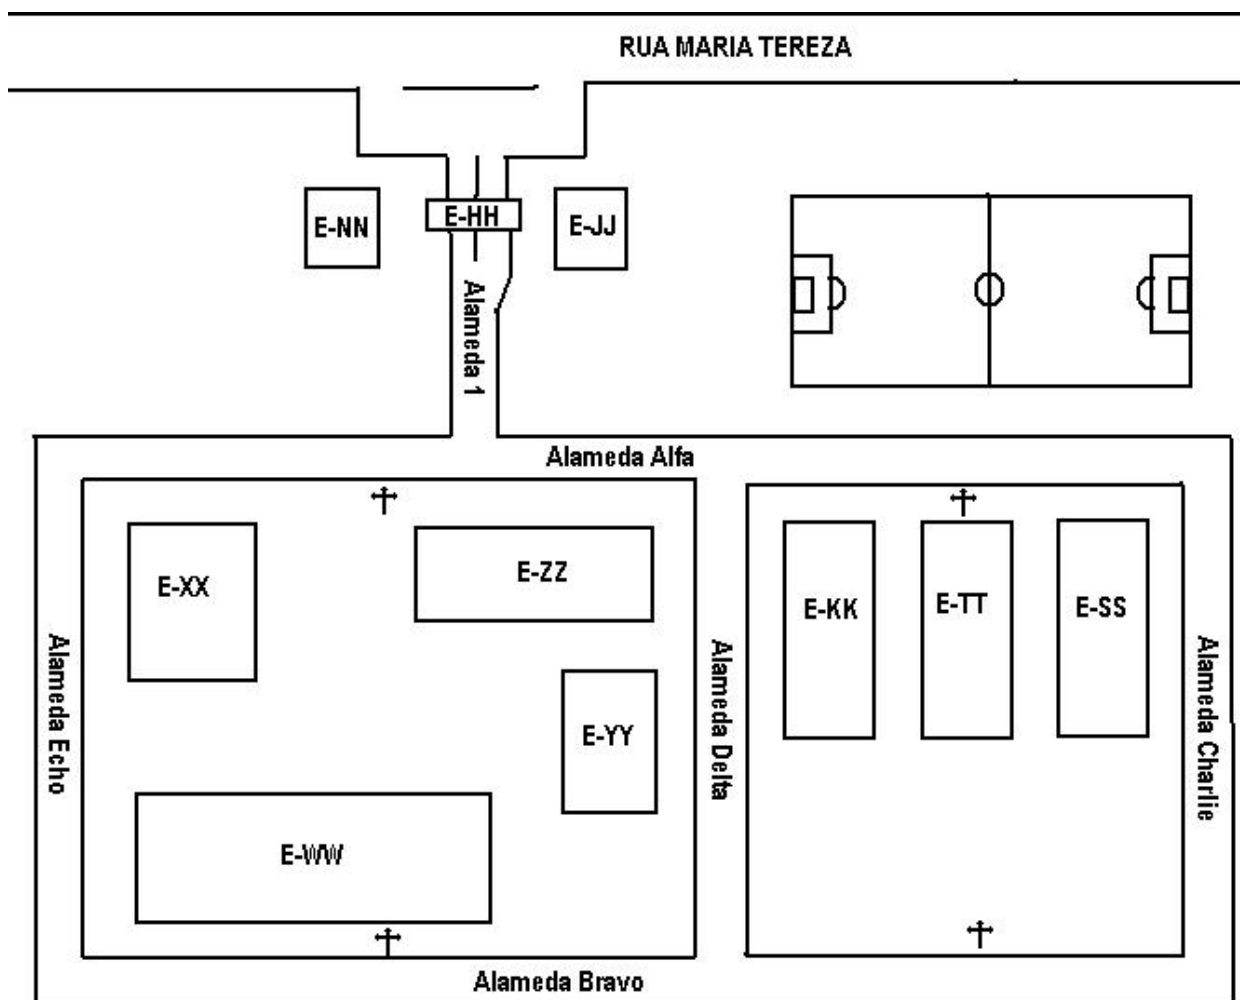 RUA MARIA TEREZA
E-NN
E-HH
E-JJ
Alameda 1
Alameda Alfa
E-XX
E-ZZ
E-KK
E-TT
E-SS
Alameda Echo
E-YY
Alameda Delta
Alameda Charlie
E-WW
Alameda Bravo